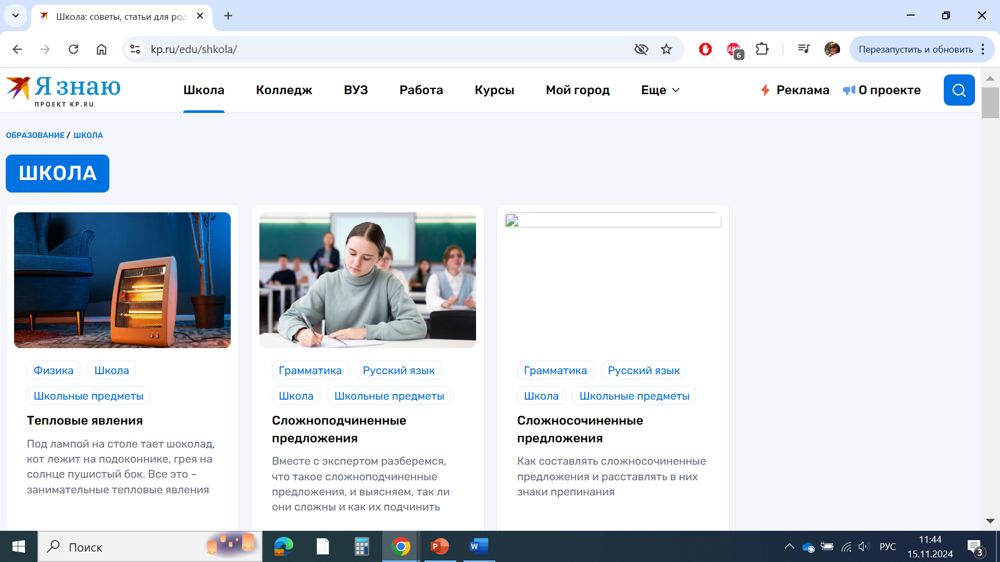 Школа: советы, статьи для род
kp.ru/edu/shkola/
6
Перезапустить и обновить
Я знаю
ПРОЕКТ KP.RU
Школа
Колледж
ВУЗ
Работа
Курсы
Мой город
Еще
Реклама
О проекте
ОБРАЗОВАНИЕ / ШКОЛА
ШКОЛА
Физика
Школа
Школьные предметы
Тепловые явления
Под лампой на столе тает шоколад,
кот лежит на подоконнике, грея на
солнце пушистый бок. Все это –
занимательные тепловые явления
Грамматика
Русский язык
Школа
Школьные предметы
Сложноподчиненные
предложения
Вместе с экспертом разберемся,
что такое сложноподчиненные
предложения, и выясняем, так ли
они сложны и как их подчинить
Грамматика
Русский язык
Школа
Школьные предметы
Сложносочиненные
предложения
Как составлять сложносочиненные
предложения и расставлять в них
знаки препинания
Поиск
РУС
11:44
15.11.2024
3